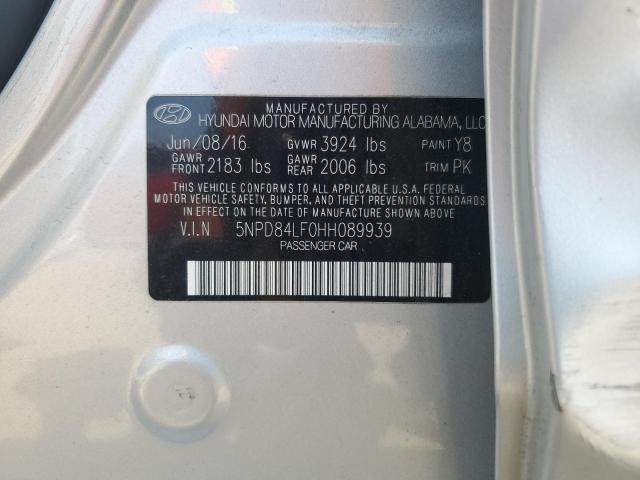 MANUFACTURED BY
HYUNDAI MOTOR MANUFACTURING ALABAMA, LLC
Jun/08/16 GVWR 3924 lbs PAINT Y8
GAWR FRONT 2183 lbs GAWR REAR 2006 lbs TRIM PK
THIS VEHICLE CONFORMS TO ALL APPLICABLE U.S.A. FEDERAL
MOTOR VEHICLE SAFETY, BUMPER, AND THEFT PREVENTION STANDARDS
IN EFFECT ON THE DATE OF MANUFACTURE SHOWN ABOVE
V.I.N 5NPD84LF0HH089939
PASSENGER CAR